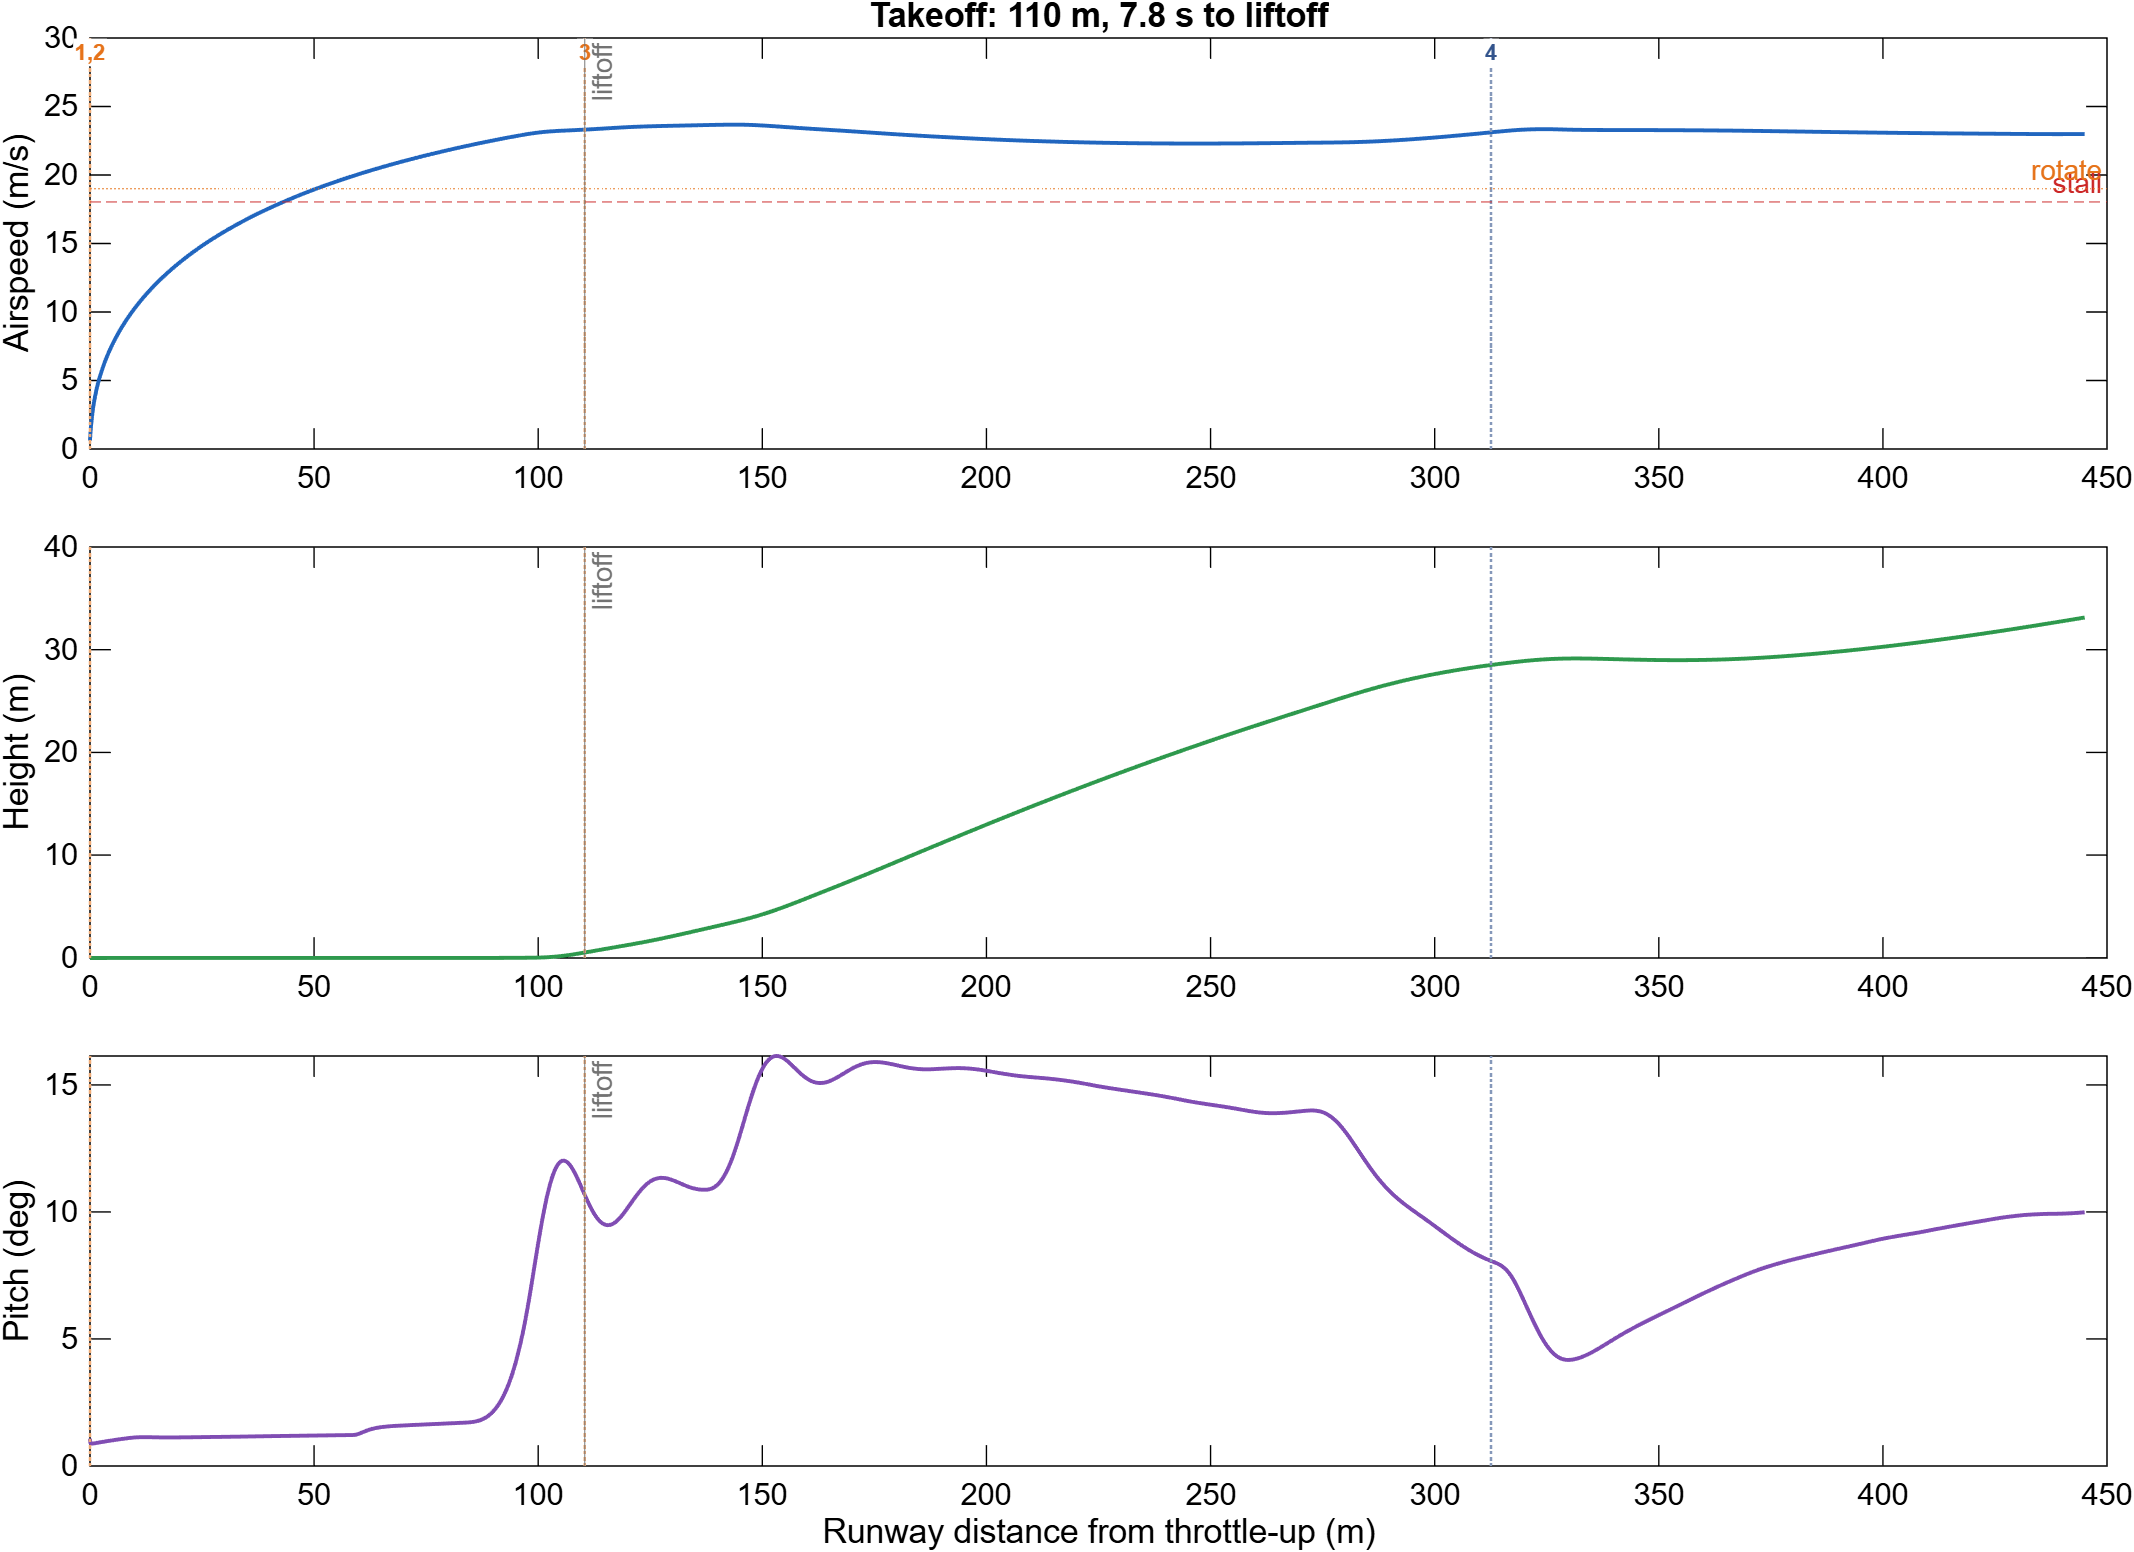 Takeoff: 110 m, 7.8 s to liftoff
30
25
20
15
10
5
0
Airspeed (m/s)
1,2
3
liftoff
4
rotate
stall
0 50 100 150 200 250 300 350 400 450
40
30
20
10
0
Height (m)
liftoff
0 50 100 150 200 250 300 350 400 450
15
10
5
0
Pitch (deg)
liftoff
0 50 100 150 200 250 300 350 400 450
Runway distance from throttle-up (m)